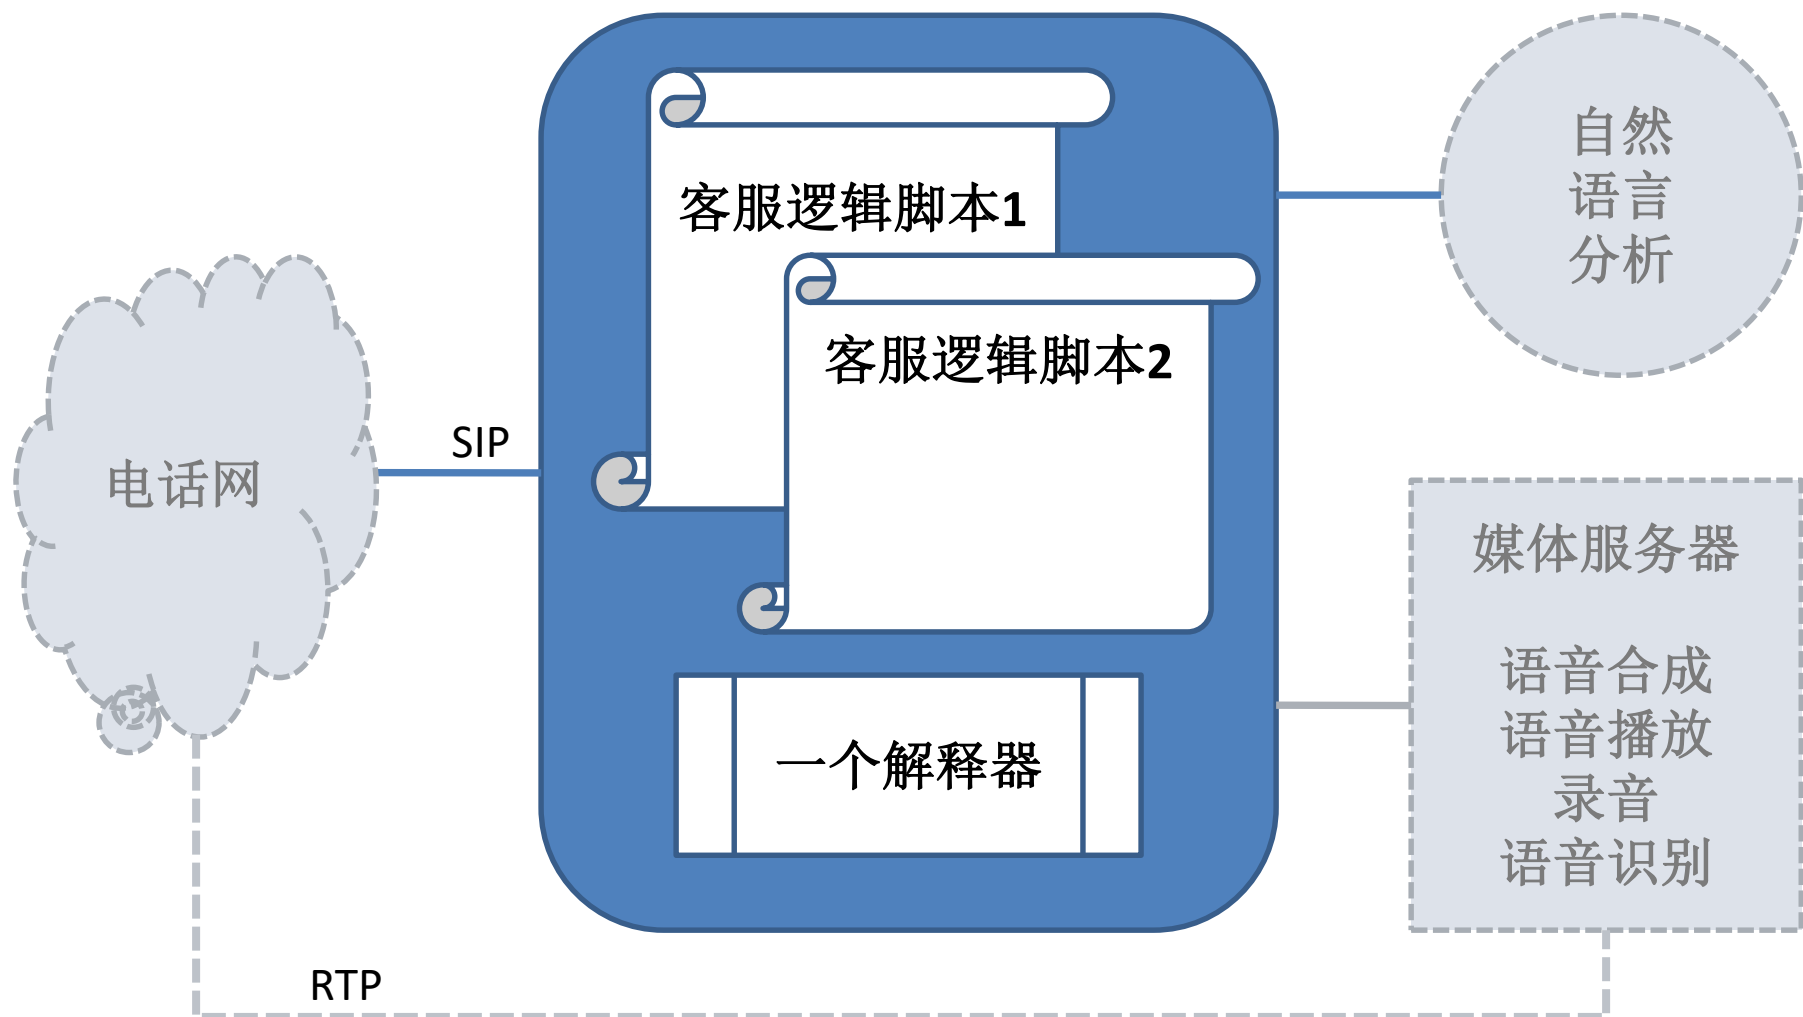 客服逻辑脚本1
自然
语言
分析
客服逻辑脚本2
SIP
电话网
媒体服务器
语音合成
语音播放
录音
语音识别
一个解释器
RTP